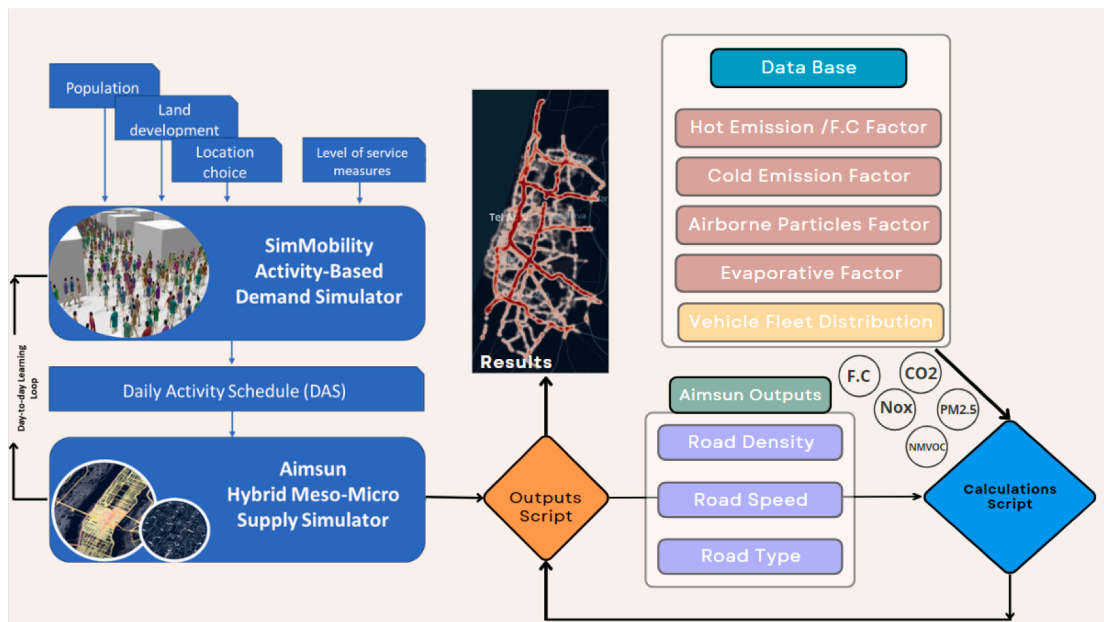 Population
Land
development
Location
choice
Level of service
measures
SimMobility
Activity-Based
Demand Simulator
Day-to-day Learning
Loop
Daily Activity Schedule (DAS)
Aimsun
Hybrid Meso-Micro
Supply Simulator
Results
Outputs
Script
Data Base
Hot Emission /F.C Factor
Cold Emission Factor
Airborne Particles Factor
Evaporative Factor
Vehicle Fleet Distribution
Aimsun Outputs
Road Density
Road Speed
Road Type
F.C
CO2
Nox
PM2.5
NMVOC
Calculations
Script